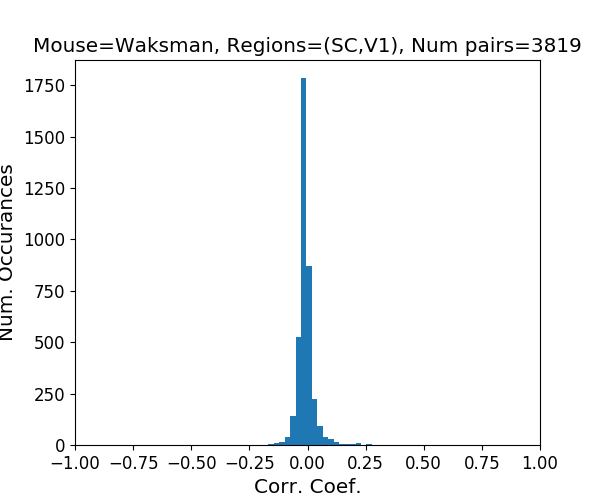 Mouse=Waksman, Regions=(SC,V1), Num pairs=3819
Num. Occurances
1750
1500
1250
1000
750
500
250
0
−1.00 −0.75 −0.50 −0.25 0.00 0.25 0.50 0.75 1.00
Corr. Coef.